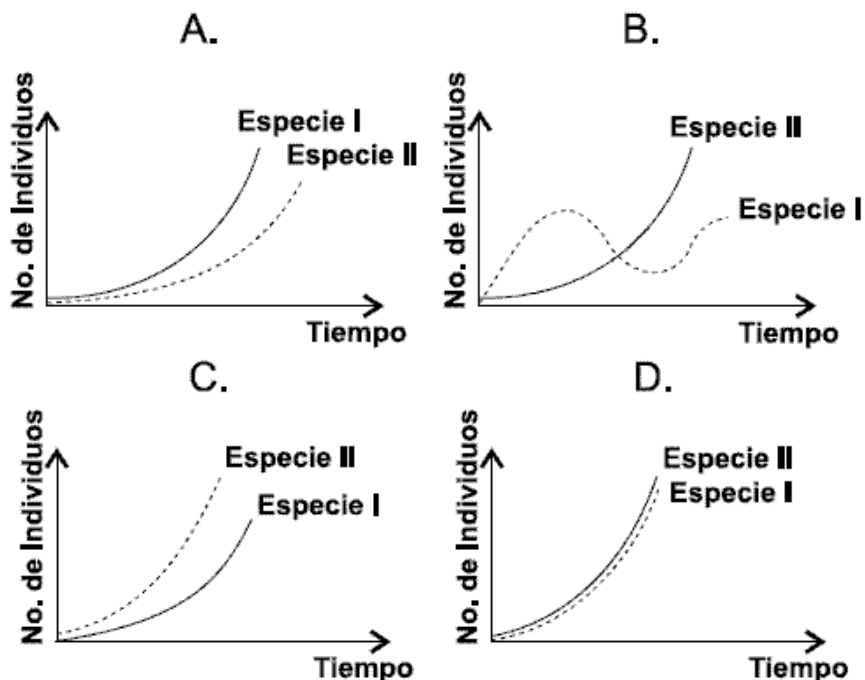 A.
No. de Individuos
Especie I
Especie II
Tiempo
B.
No. de Individuos
Especie II
Especie I
Tiempo
C.
No. de Individuos
Especie II
Especie I
Tiempo
D.
No. de Individuos
Especie II
Especie I
Tiempo